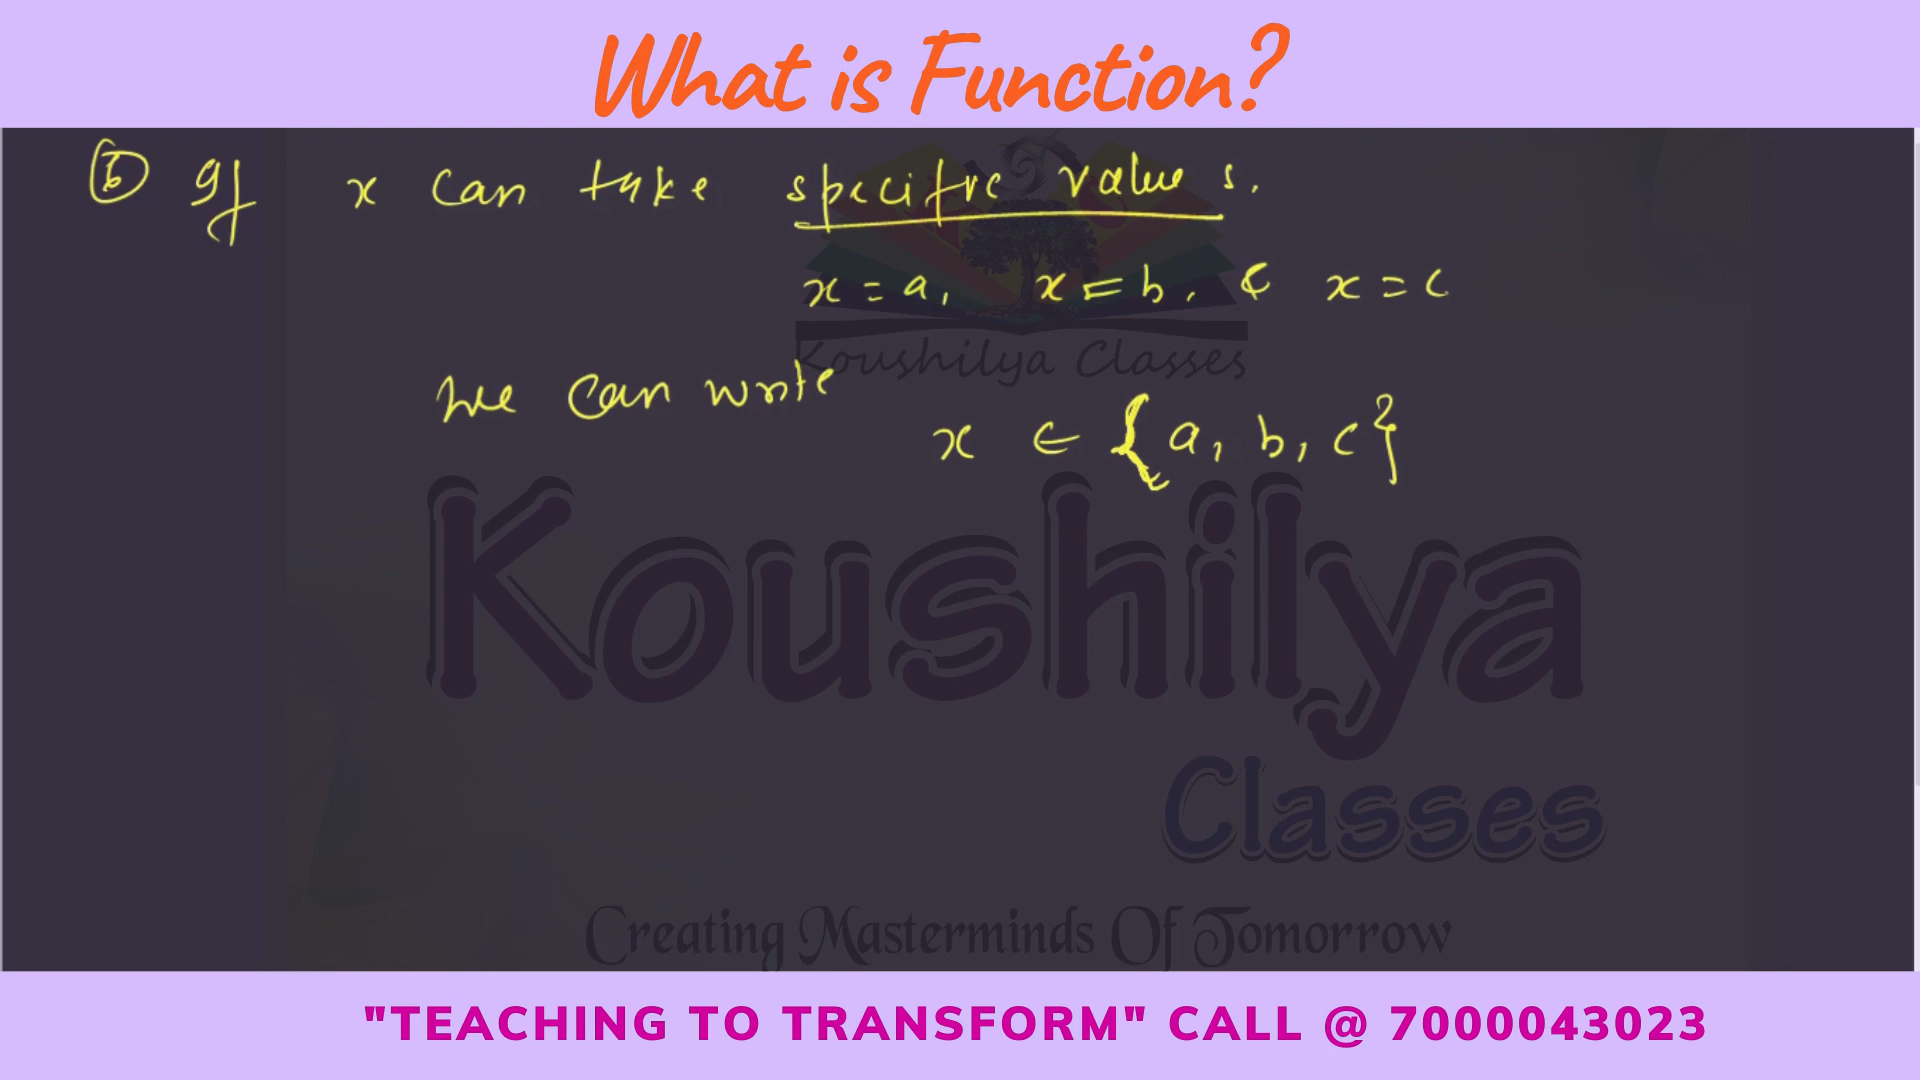 What is Function?
⑥ If x can take specific values.
x = a, x = b, & x = c
Koushilya Classes
We can write
x ∈ {a, b, c}
Koushilya
Classes
Creating Masterminds Of Tomorrow
"TEACHING TO TRANSFORM" CALL @ 7000043023